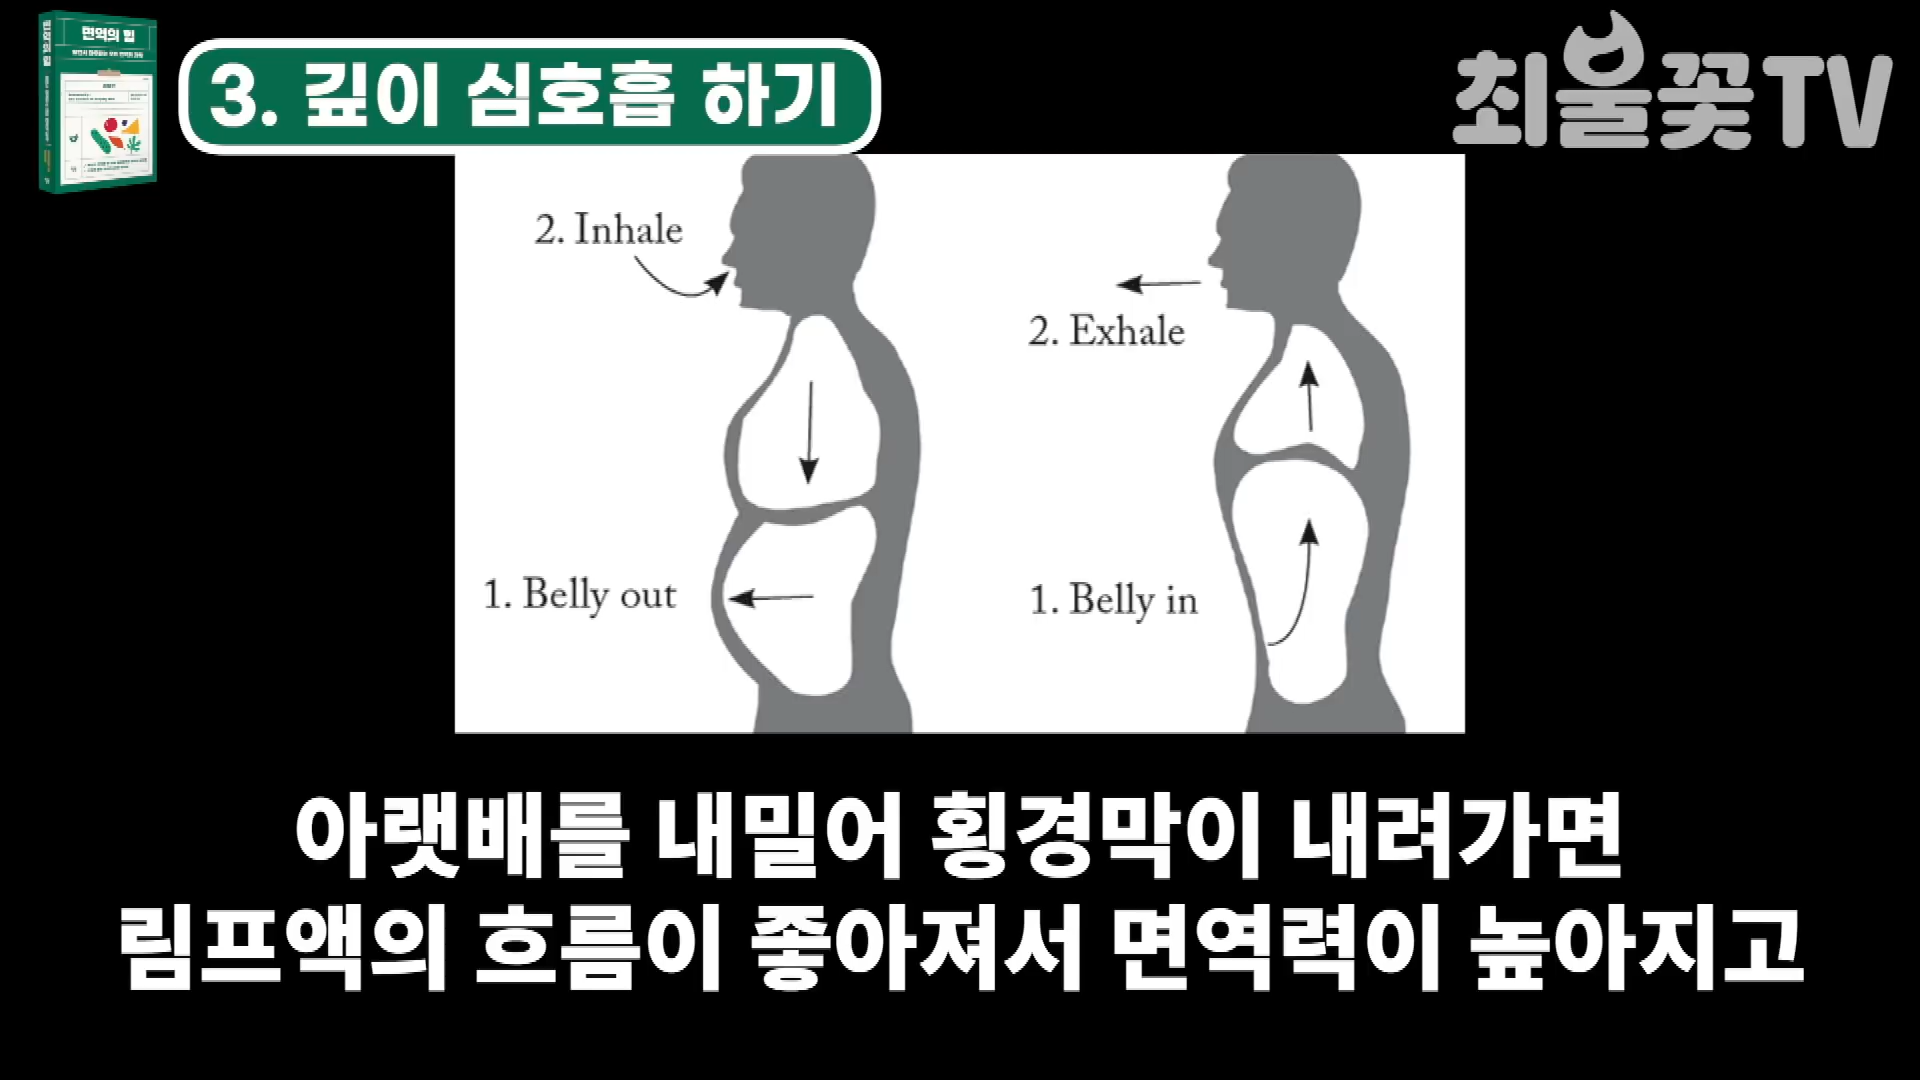 면역의 힘
3. 깊이 심호흡 하기
최울꽃TV
2. Inhale
2. Exhale
1. Belly out
1. Belly in
아랫배를 내밀어 횡경막이 내려가면
림프액의 흐름이 좋아져서 면역력이 높아지고